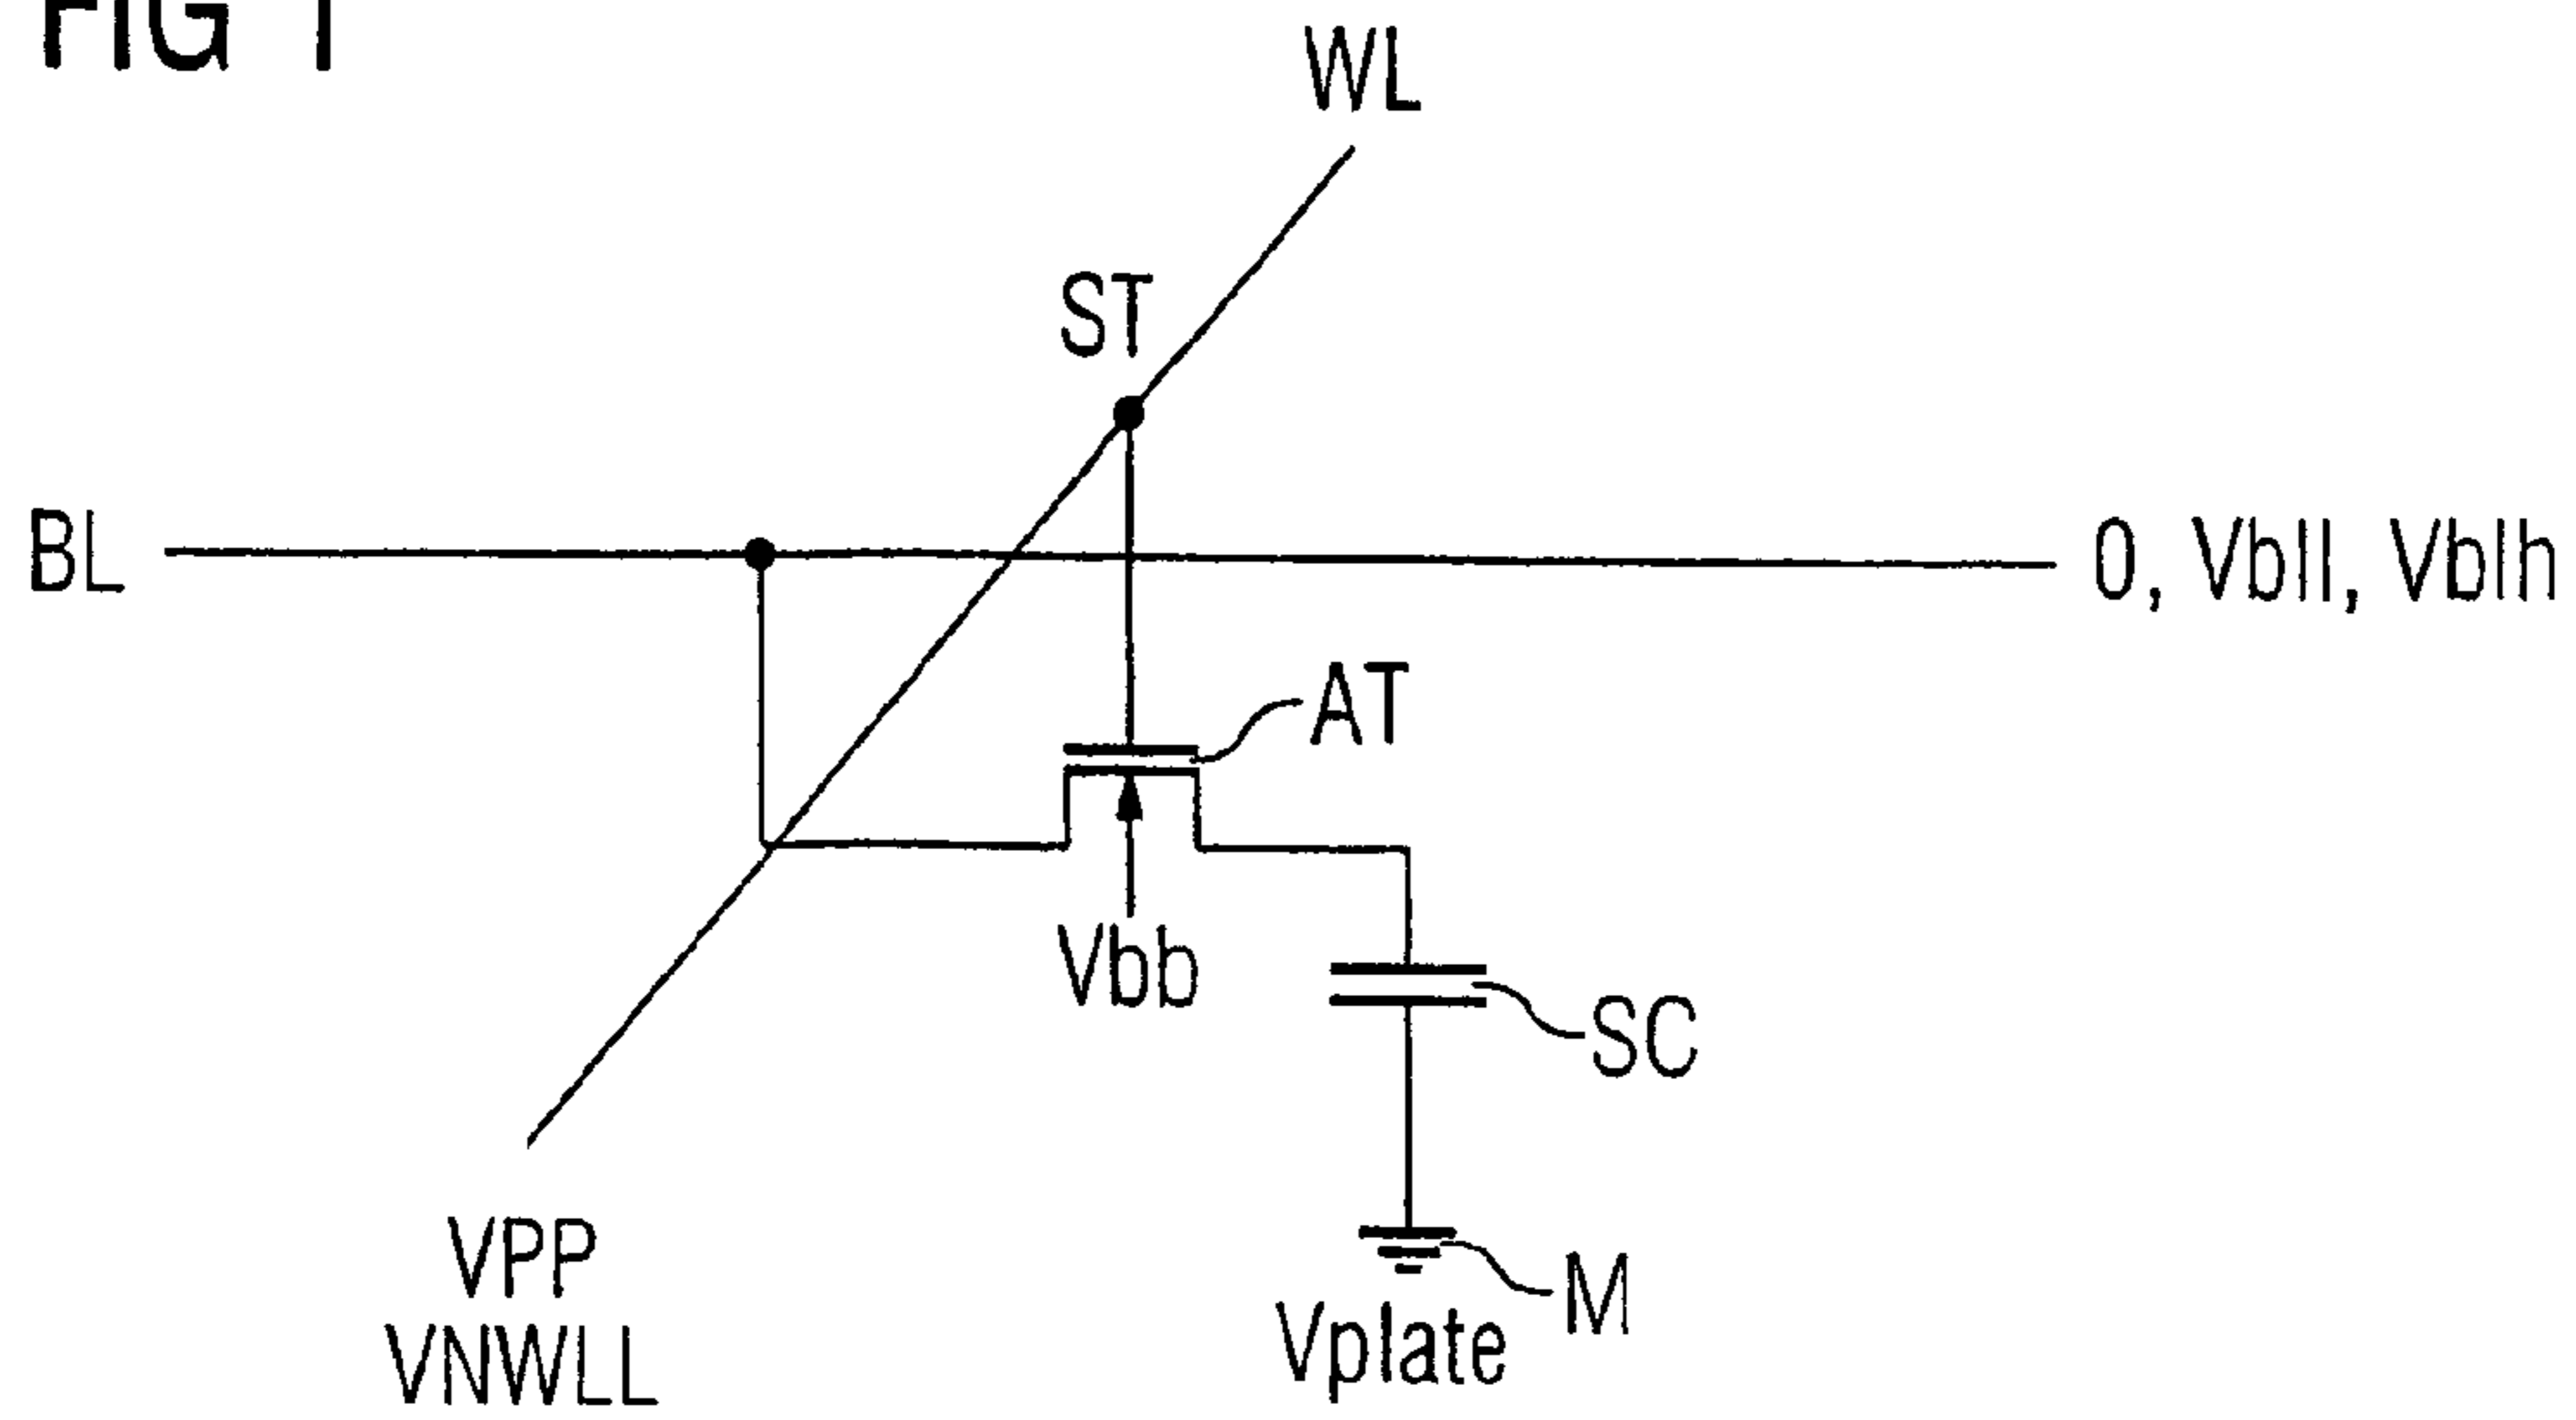 FIG 1
WL
ST
BL
0, Vbll, Vblh
AT
Vbb
SC
VPP
VNWLL
M
Vplate